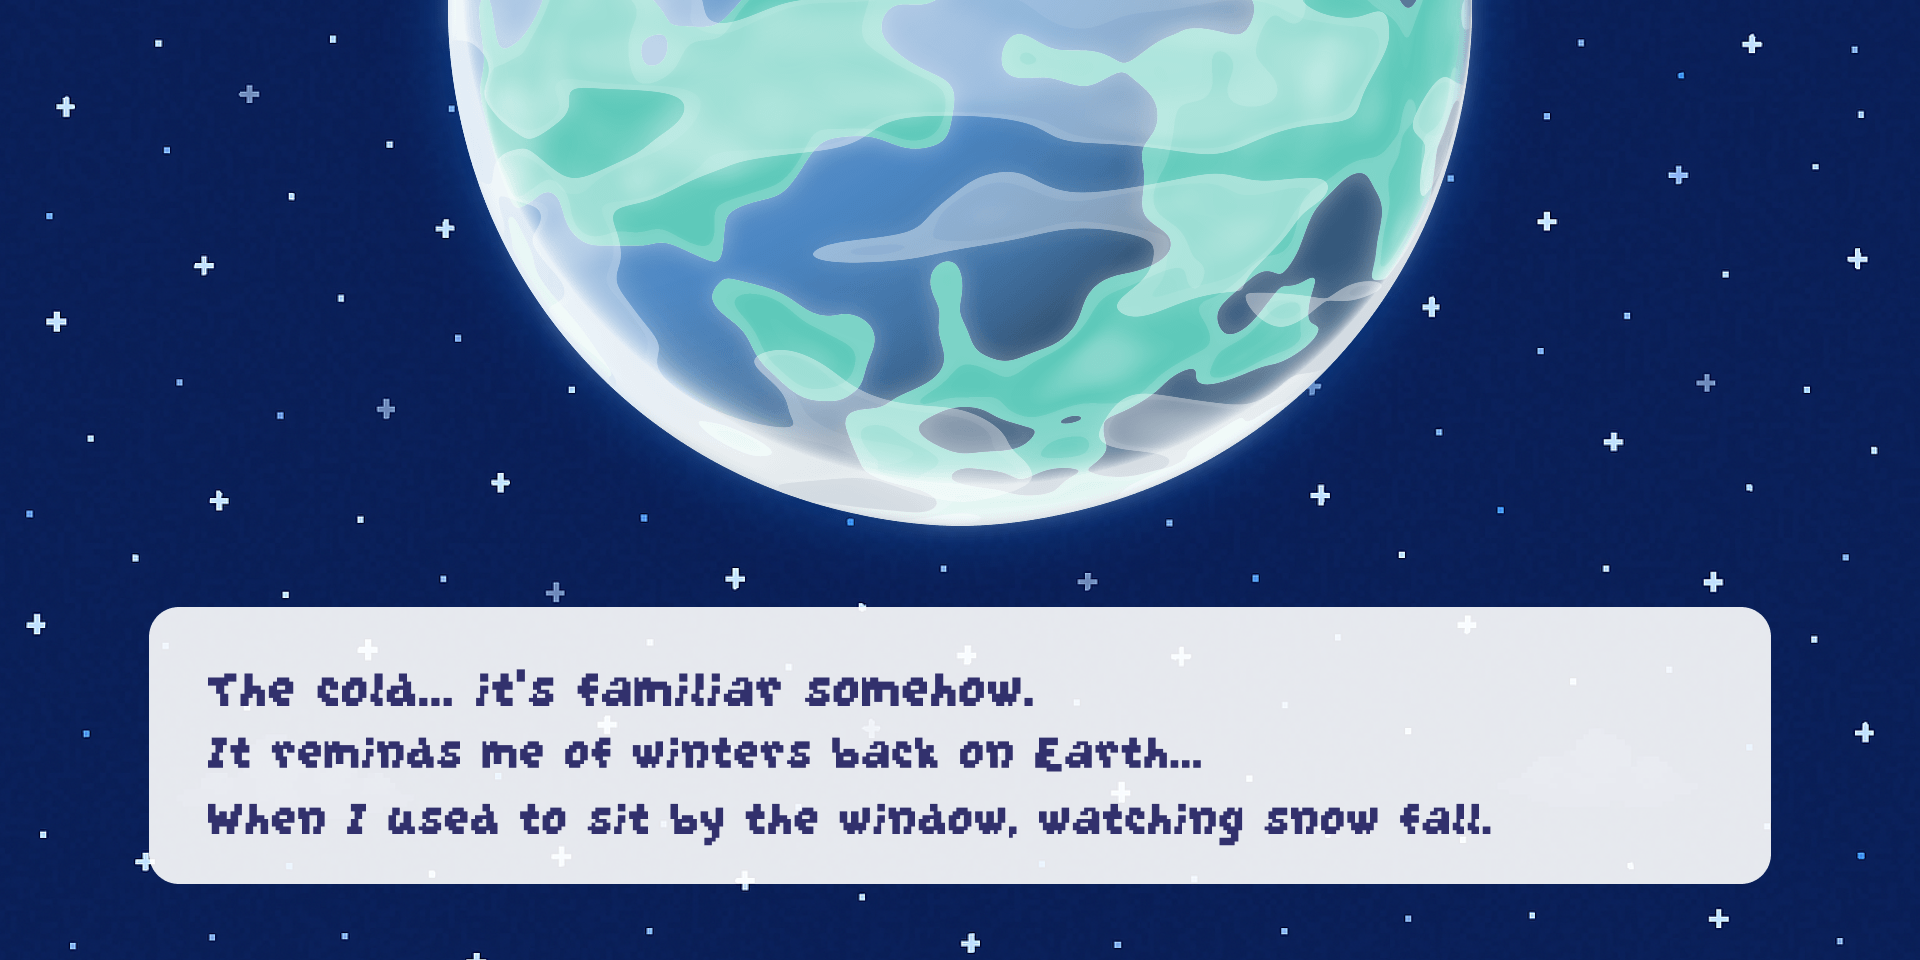 The cold... it's familiar somehow.
It reminds me of winters back on Earth...
When I used to sit by the window, watching snow fall.